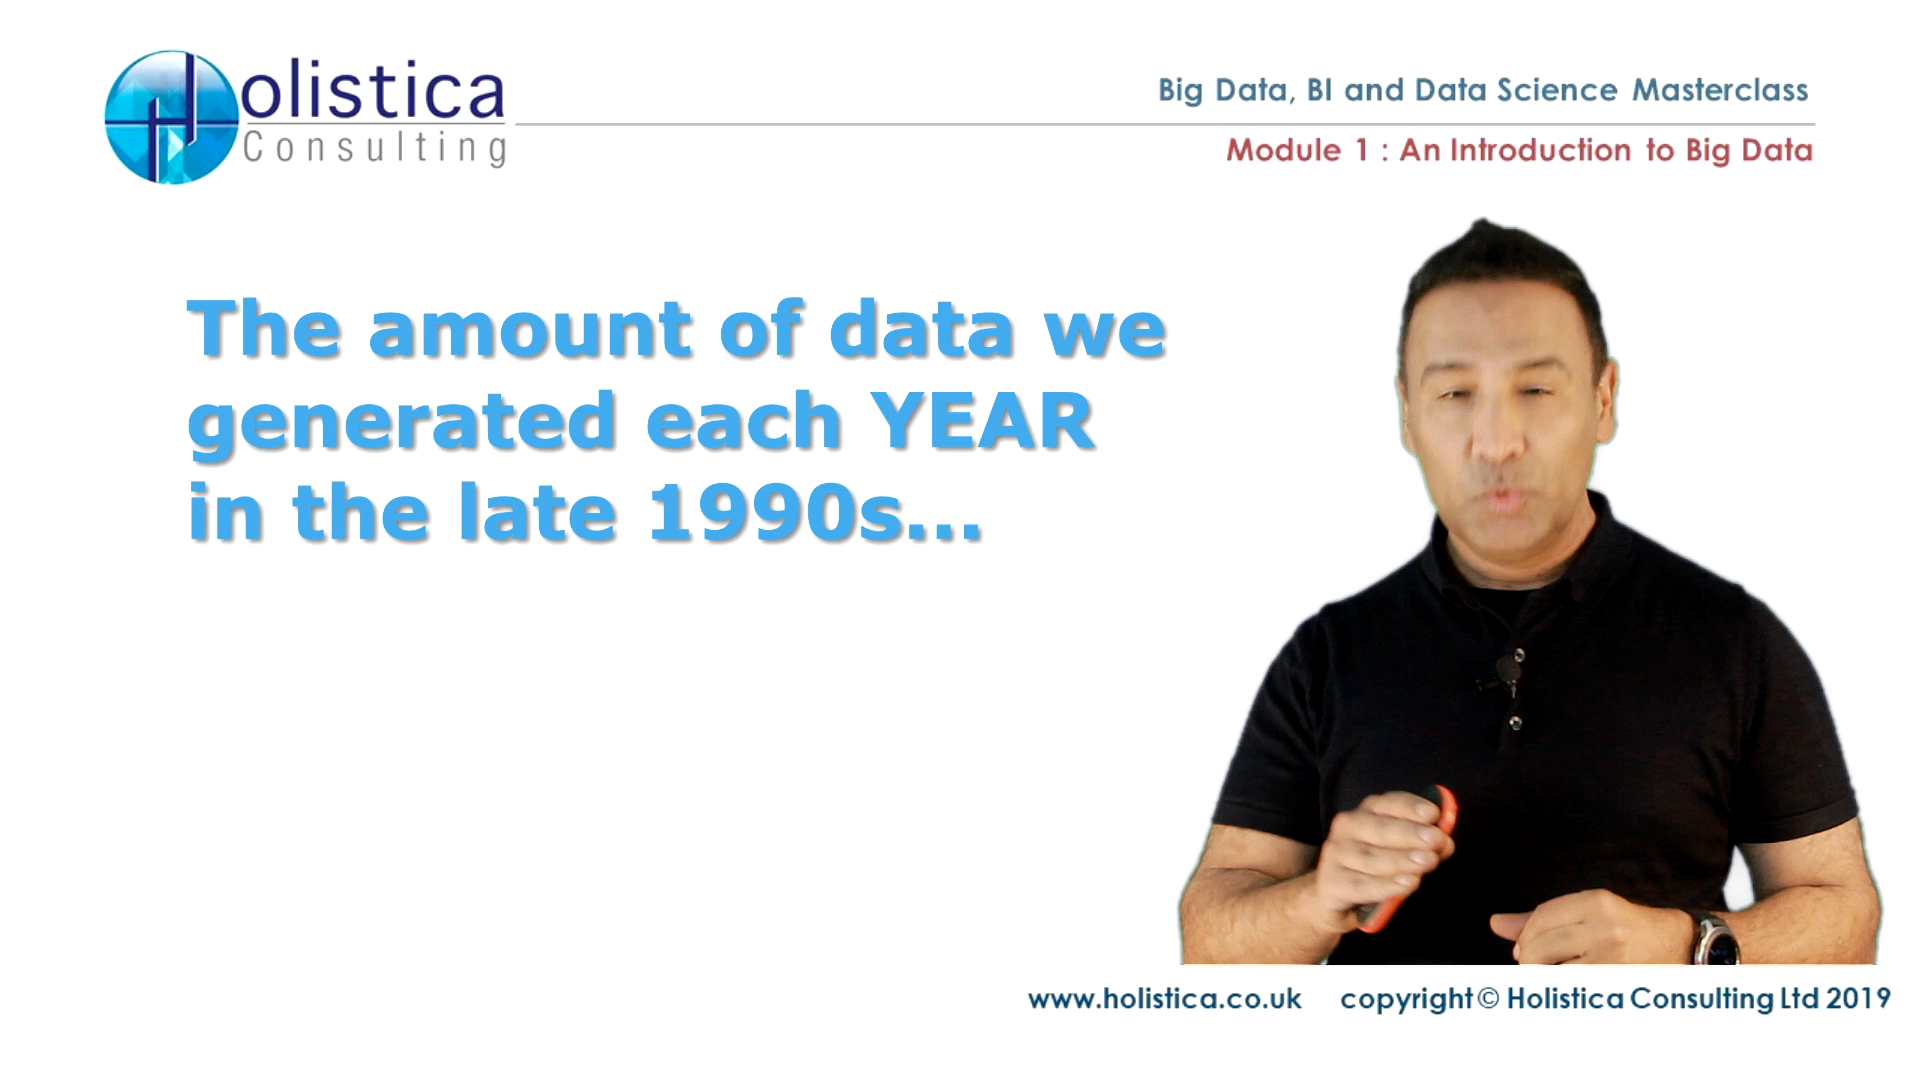 Holistica
Consulting
Big Data, BI and Data Science Masterclass
Module 1 : An Introduction to Big Data
The amount of data we
generated each YEAR
in the late 1990s...
www.holistica.co.uk copyright © Holistica Consulting Ltd 2019